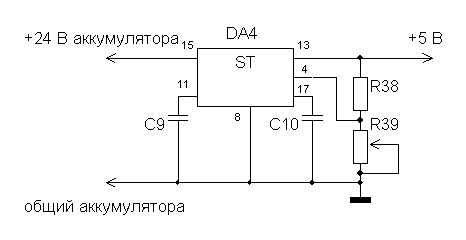 DA4
+24 В аккумулятора
15
13
+5 В
ST
4
11
17
R38
C9
8
C10
R39
общий аккумулятора